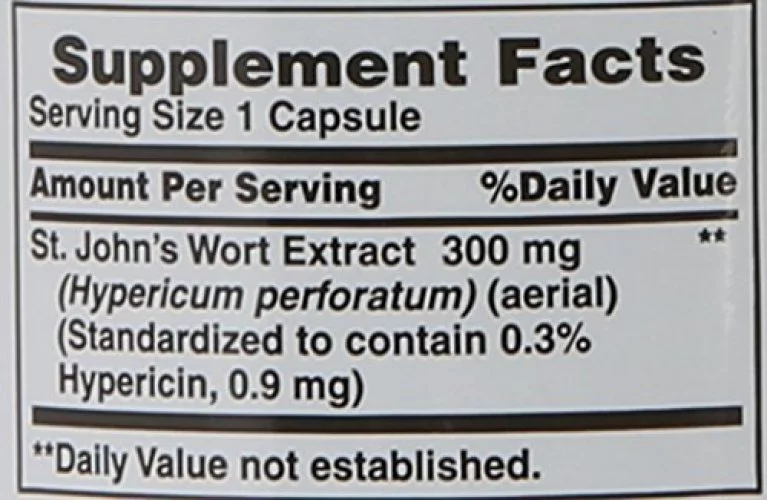 Supplement Facts
Serving Size 1 Capsule
Amount Per Serving %Daily Value
St. John's Wort Extract 300 mg **
(Hypericum perforatum) (aerial)
(Standardized to contain 0.3%
Hypericin, 0.9 mg)
**Daily Value not established.